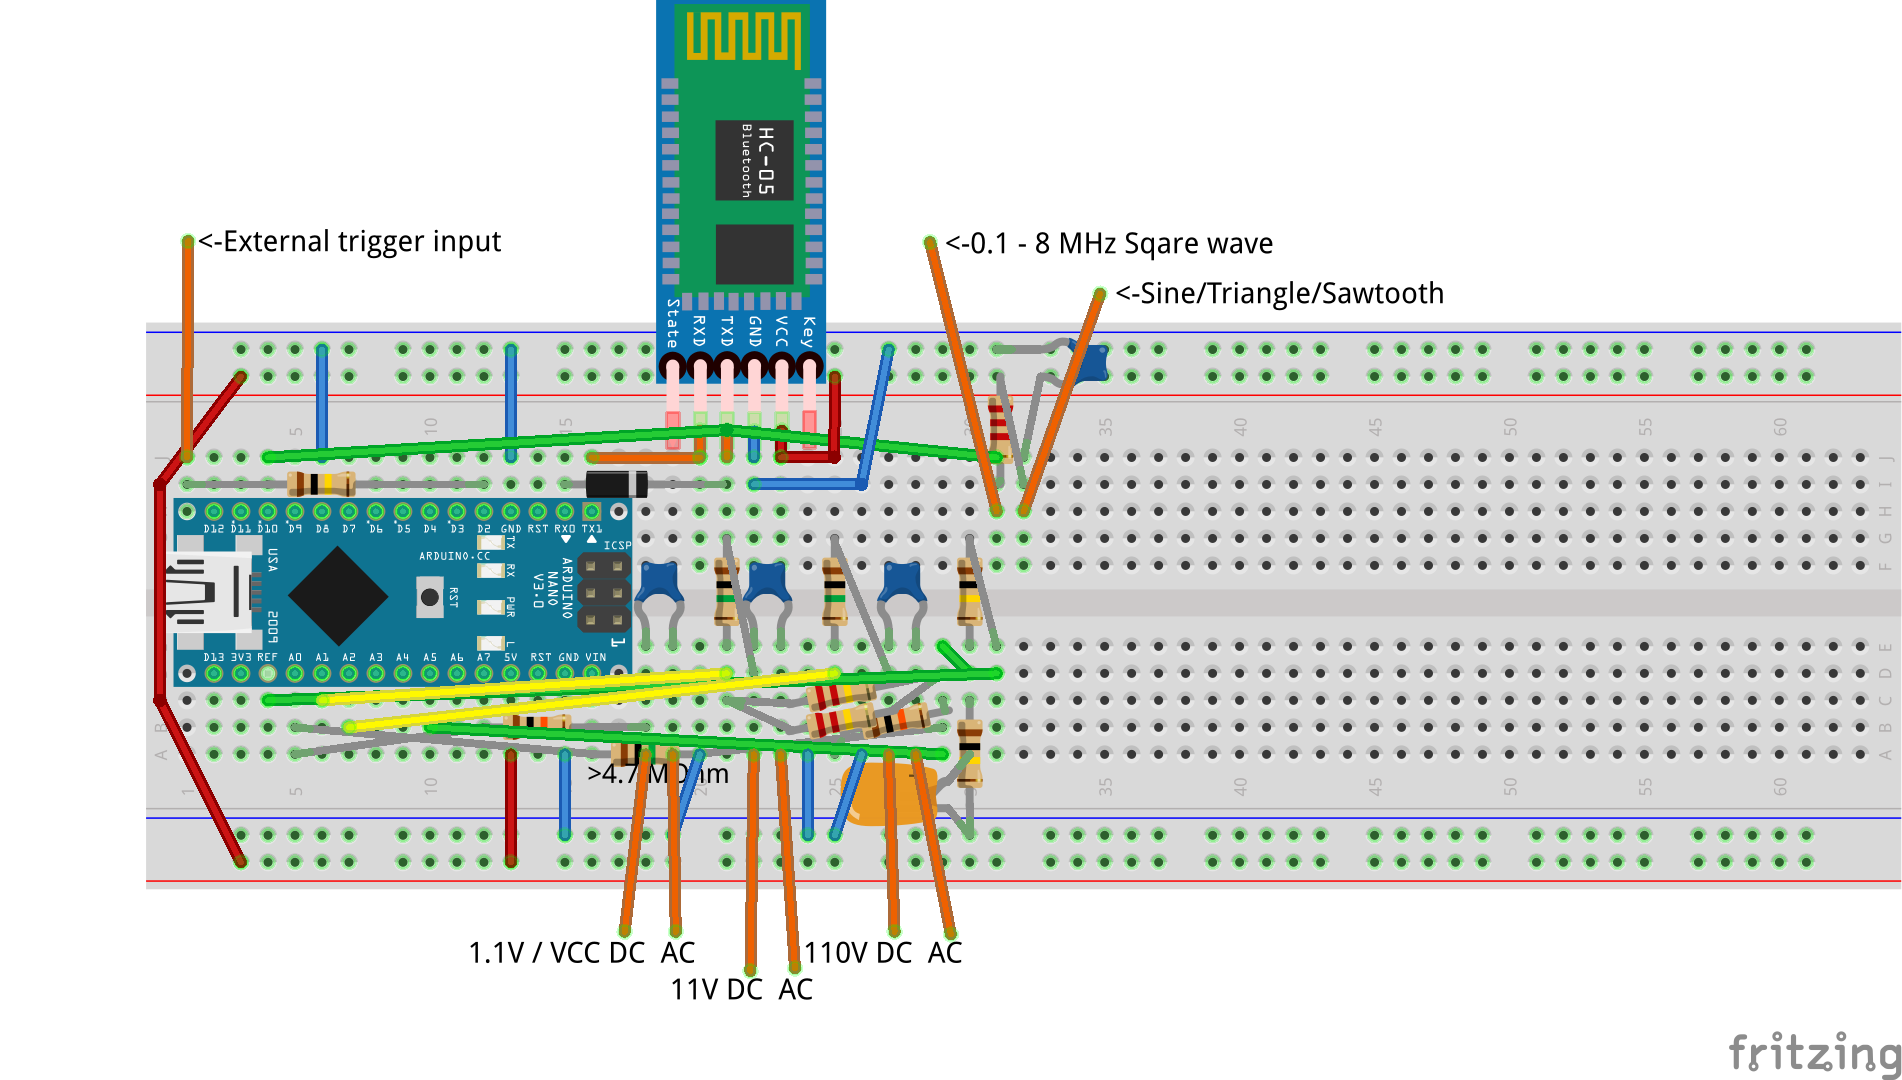 HC-05
Bluetooth
State
RXD
TXD
GND
VCC
Key
<-External trigger input
<-0.1 - 8 MHz Sqare wave
<-Sine/Triangle/Sawtooth
5
10
15
30
35
40
45
50
55
60
J
J
I
H
G
F
D12 D11 D10 D9 D8 D7 D6 D5 D4 D3 D2 GND RST RX0 TX1
ICSP
ARDUINO.CC
ARDUINO
NANO
V3.0
USA
2009
RST
TX
RX
PWR
L
1
D13 3V3 REF A0 A1 A2 A3 A4 A5 A6 A7 5V RST GND VIN
E
D
C
B
A
B
A
>4.7 MOhm
1
5
10
20
25
35
40
45
50
55
60
1.1V / VCC DC AC
110V DC AC
11V DC AC
fritzing